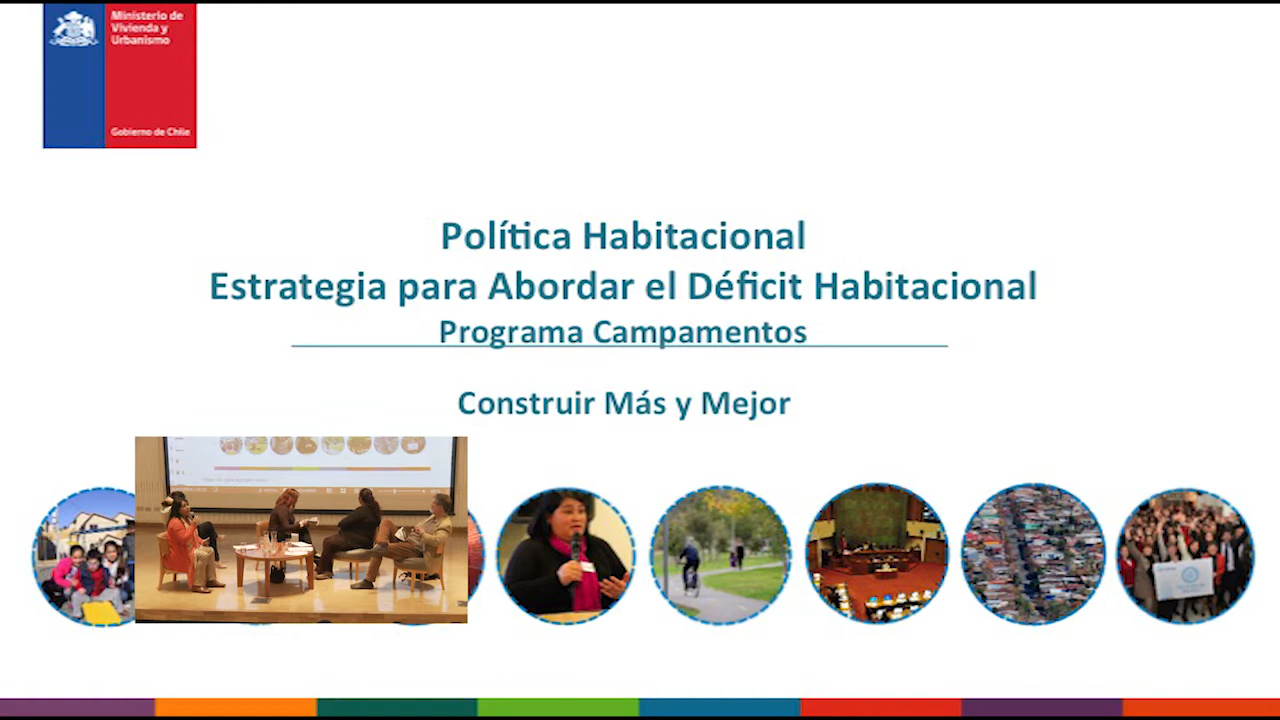 Ministerio de
Vivienda y
Urbanismo
Gobierno de Chile
Política Habitacional
Estrategia para Abordar el Déficit Habitacional
Programa Campamentos
Construir Más y Mejor